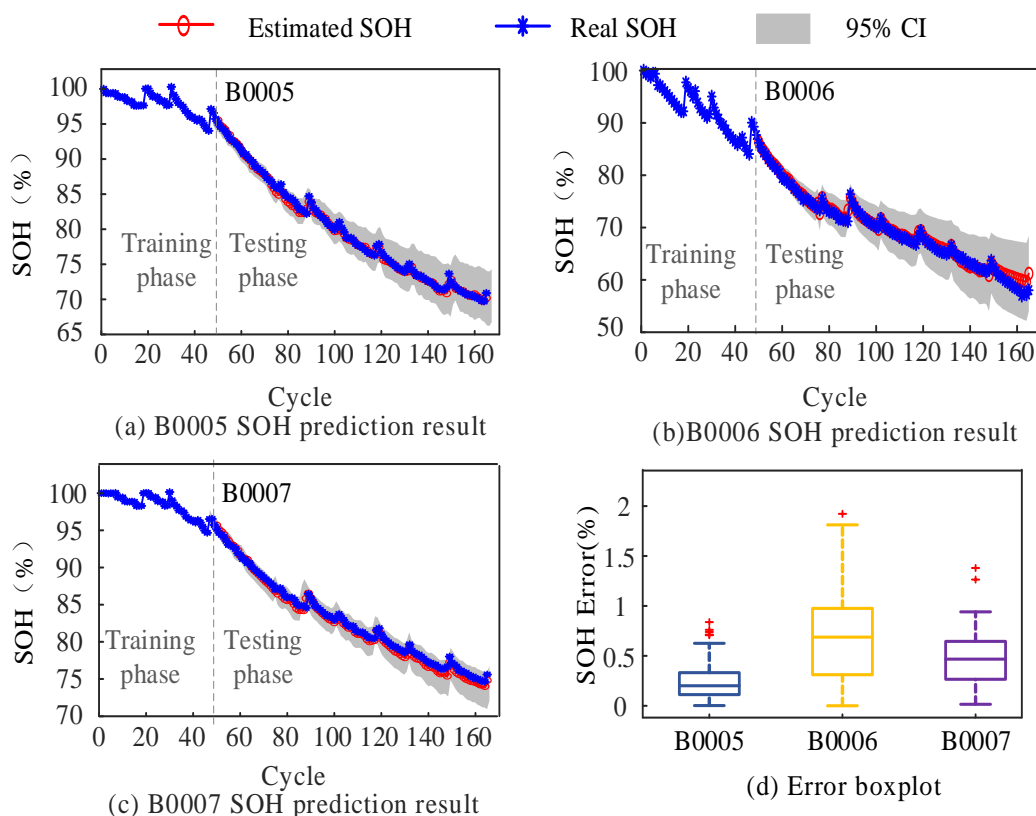 Estimated SOH Real SOH 95% CI
100
95
90
85
80
75
70
65
SOH（%）
B0005
Training phase
Testing phase
0 20 40 60 80 100 120 140 160
Cycle
(a) B0005 SOH prediction result
100
90
80
70
60
50
SOH（%）
B0006
Training phase
Testing phase
0 20 40 60 80 100 120 140 160
Cycle
(b)B0006 SOH prediction result
100
95
90
85
80
75
70
SOH（%）
B0007
Training phase
Testing phase
0 20 40 60 80 100 120 140 160
Cycle
(c) B0007 SOH prediction result
2
1.5
1
0.5
0
SOH Error(%)
B0005 B0006 B0007
(d) Error boxplot